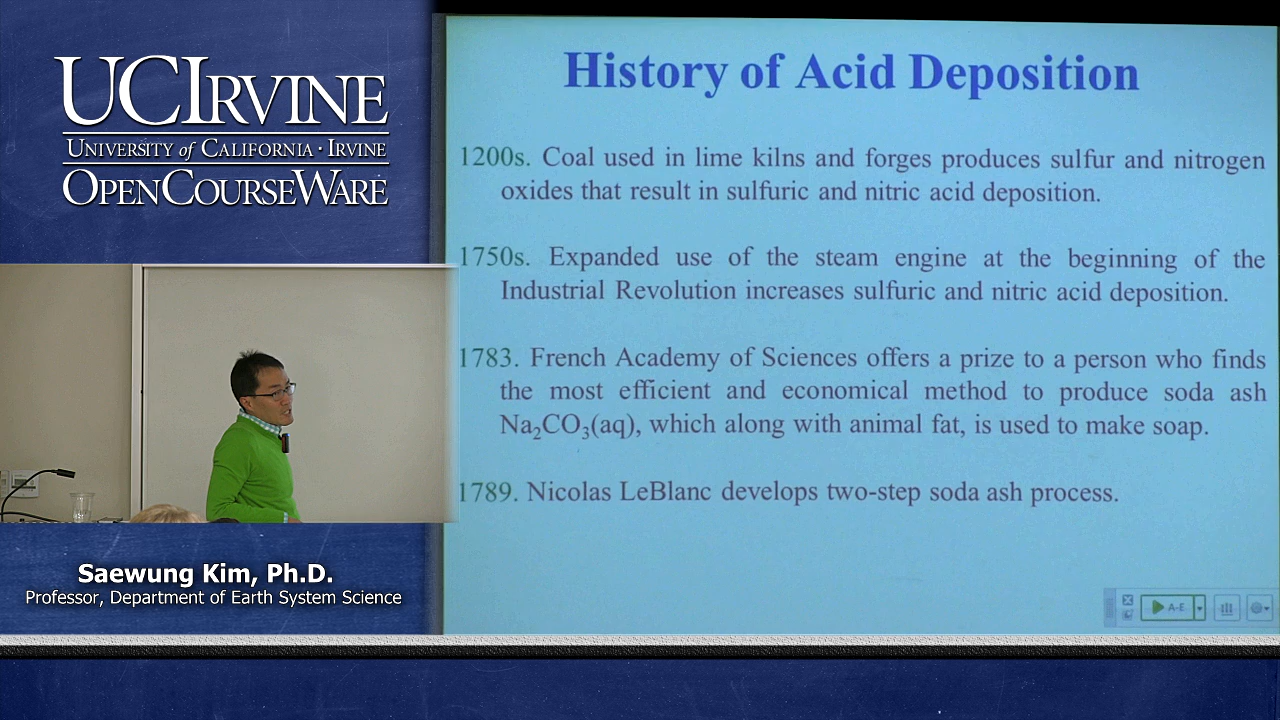 UCIRVINE
UNIVERSITY of CALIFORNIA · IRVINE
OPENCOURSEWARE
History of Acid Deposition
1200s. Coal used in lime kilns and forges produces sulfur and nitrogen
oxides that result in sulfuric and nitric acid deposition.
1750s. Expanded use of the steam engine at the beginning of the
Industrial Revolution increases sulfuric and nitric acid deposition.
1783. French Academy of Sciences offers a prize to a person who finds
the most efficient and economical method to produce soda ash
Na₂CO₃(aq), which along with animal fat, is used to make soap.
1789. Nicolas LeBlanc develops two-step soda ash process.
A-E
Saewung Kim, Ph.D.
Professor, Department of Earth System Science